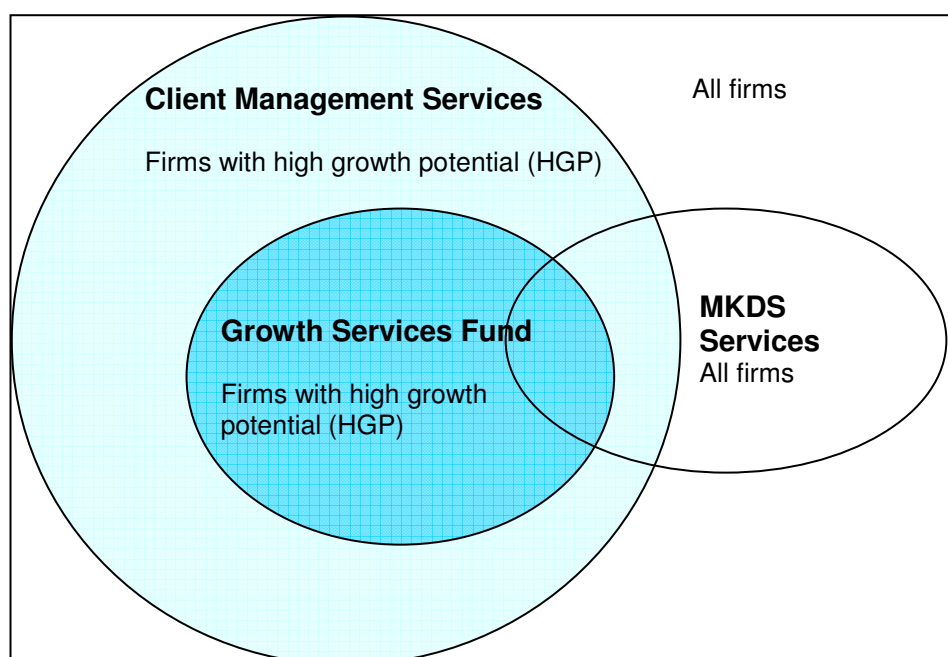 Client Management Services
Firms with high growth potential (HGP)
All firms
Growth Services Fund
Firms with high growth
potential (HGP)
MKDS
Services
All firms